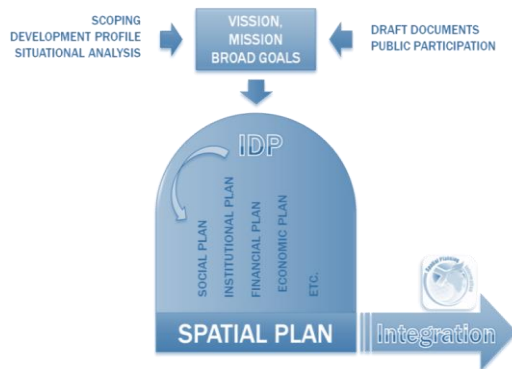 SCOPING
DEVELOPMENT PROFILE
SITUATIONAL ANALYSIS
VISSION,
MISSION
BROAD GOALS
DRAFT DOCUMENTS
PUBLIC PARTICIPATION
IDP
SOCIAL PLAN
INSTITUTIONAL PLAN
FINANCIAL PLAN
ECONOMIC PLAN
ETC.
SPATIAL PLAN
Integration